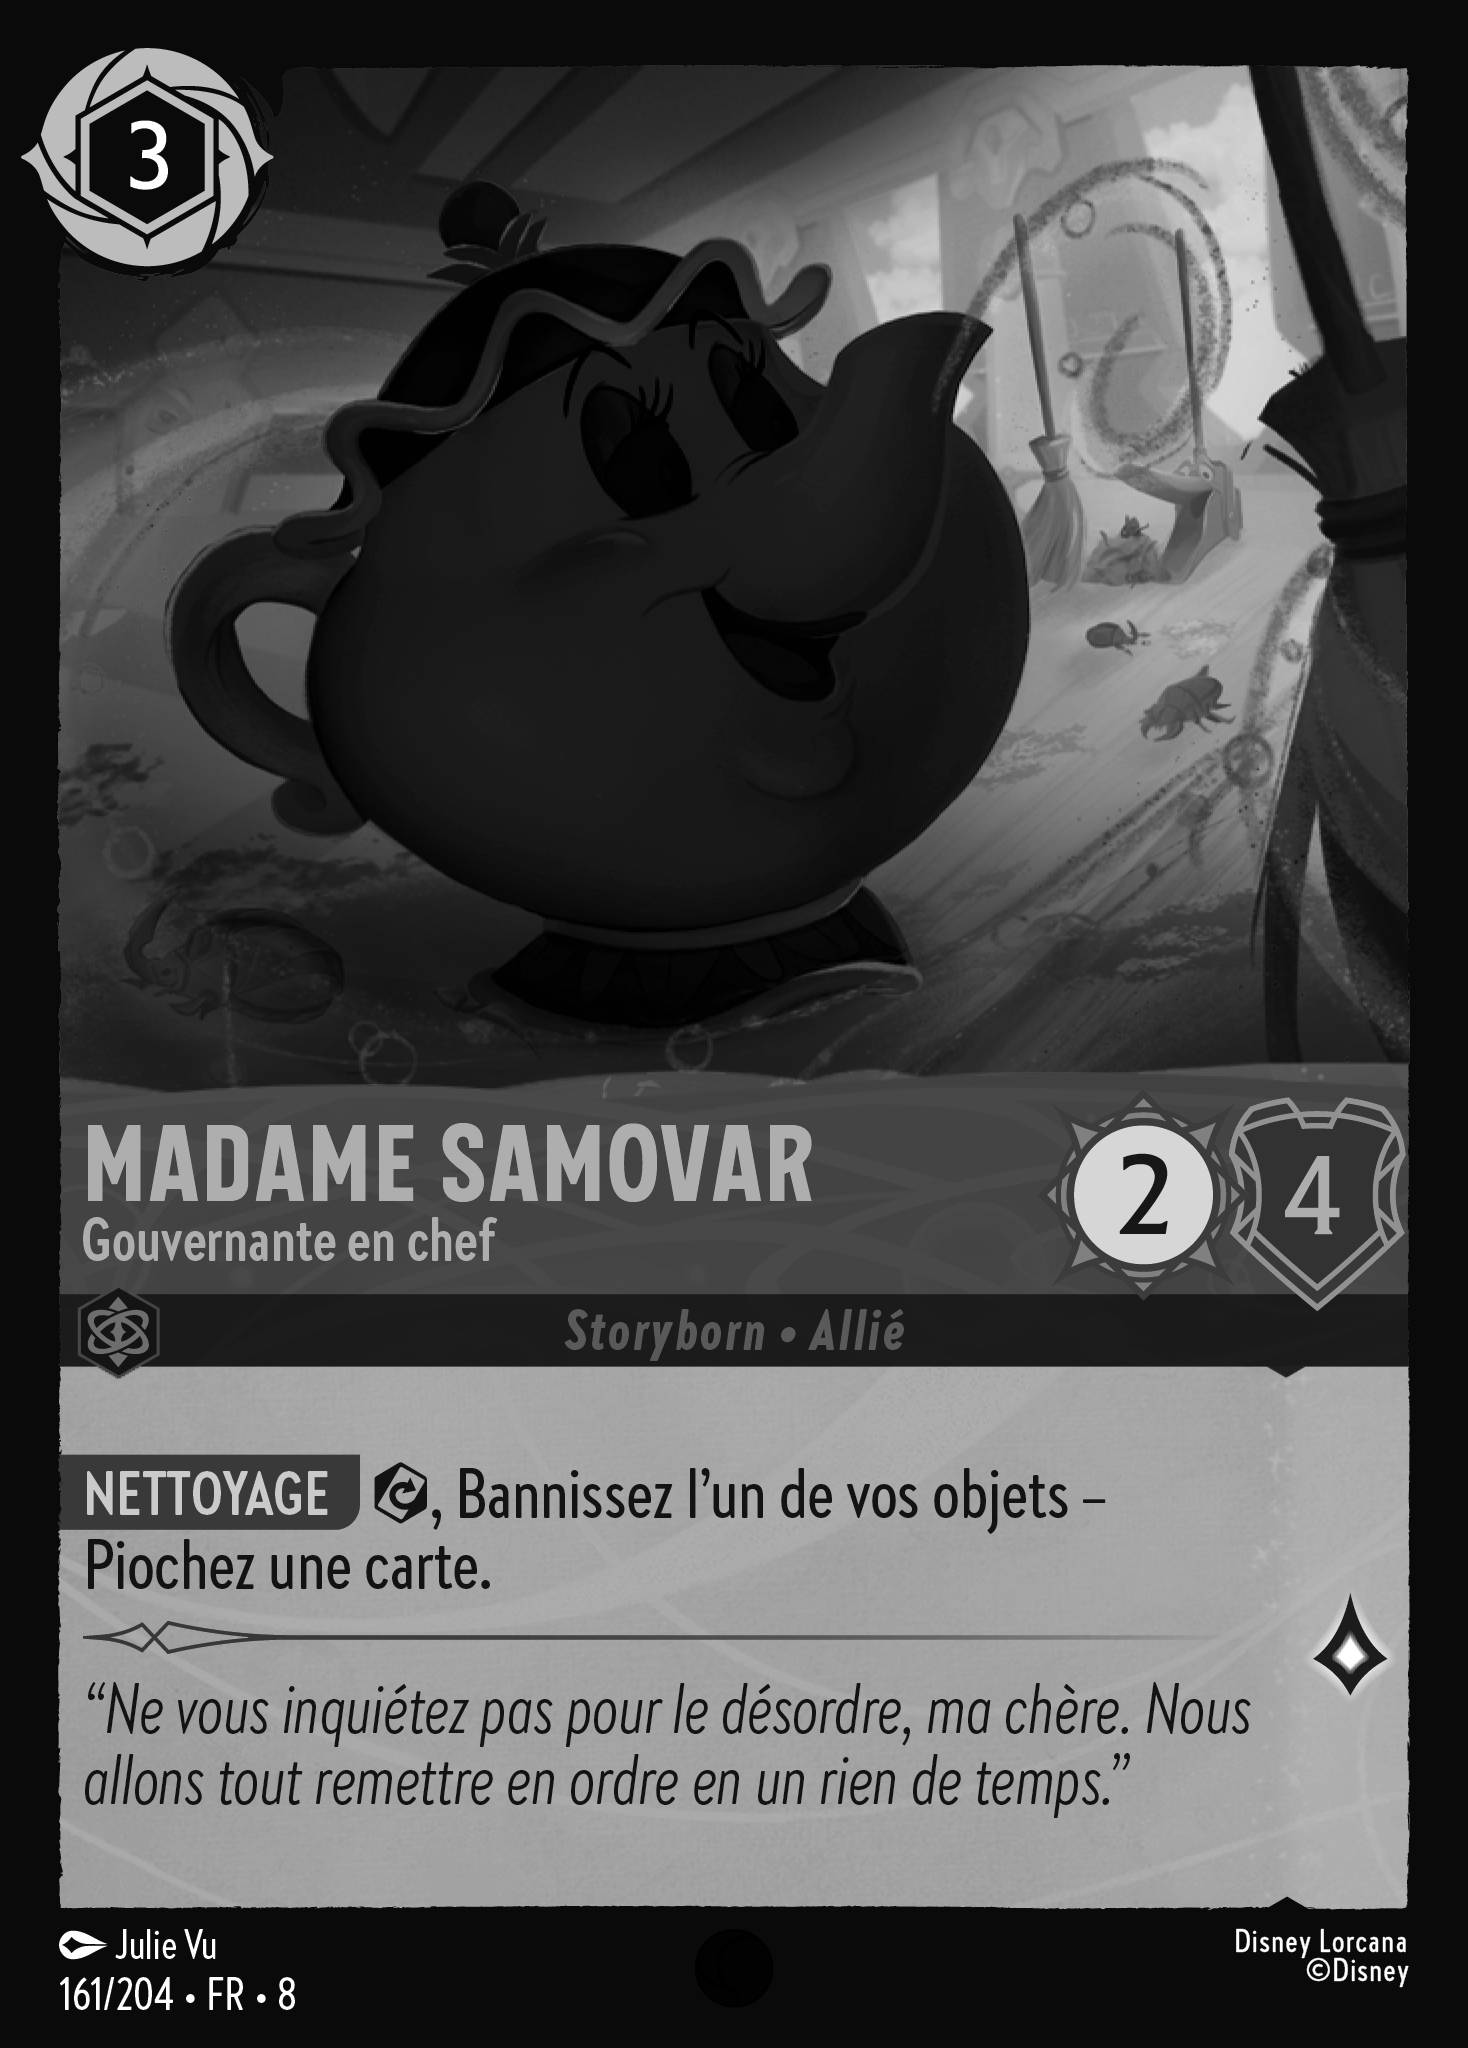 3
MADAME SAMOVAR
Gouvernante en chef
2
4
Storyborn • Allié
NETTOYAGE , Bannissez l’un de vos objets –
Piochez une carte.
“Ne vous inquiétez pas pour le désordre, ma chère. Nous
allons tout remettre en ordre en un rien de temps.”
Julie Vu
161/204 • FR • 8
Disney Lorcana
©Disney